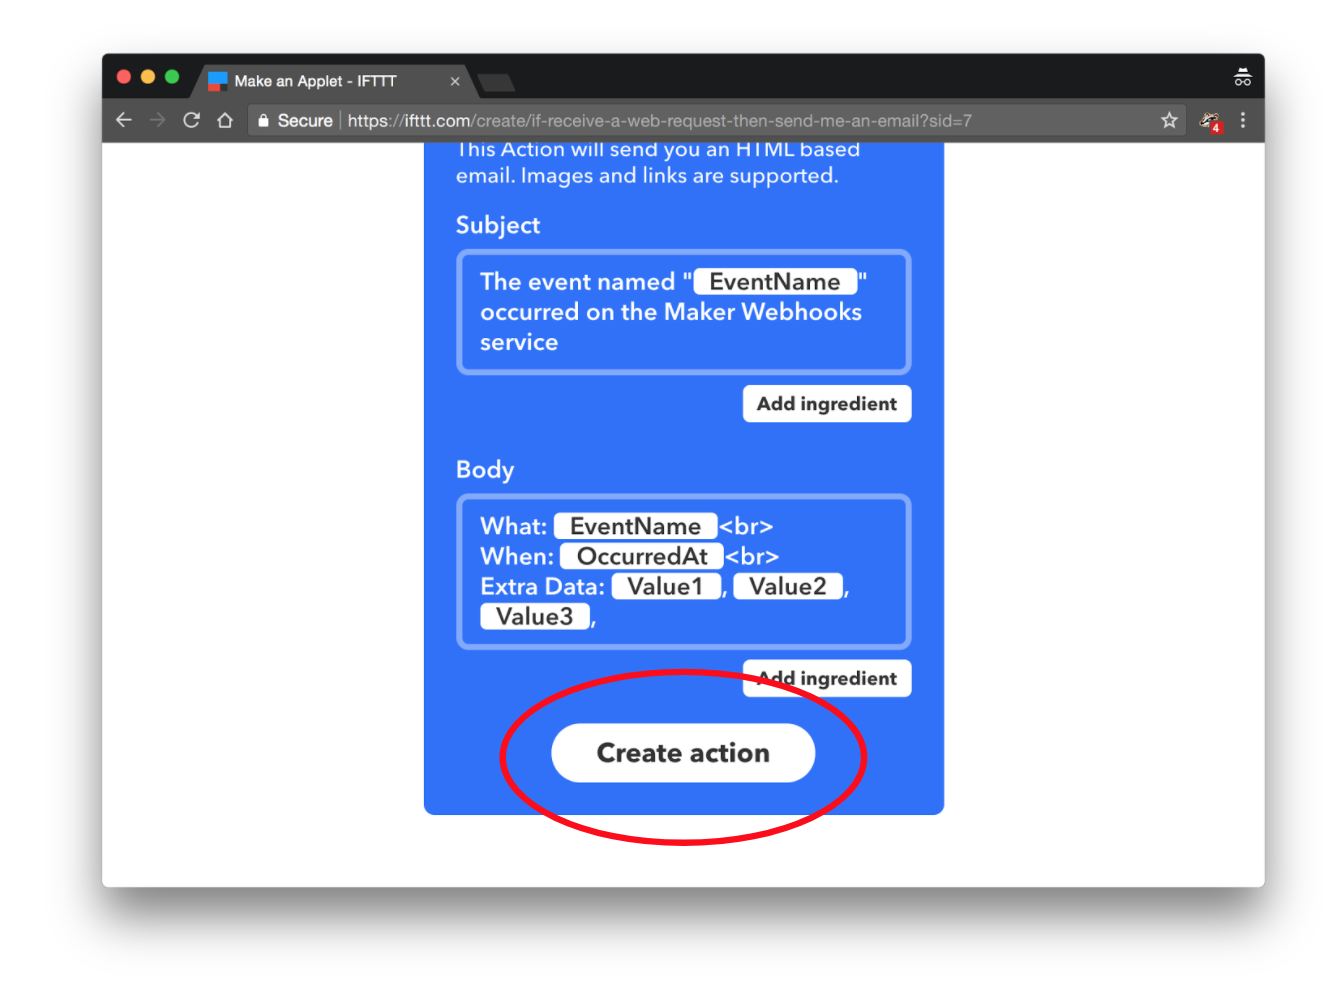 Make an Applet - IFTTT ×
Secure | https://ifttt.com/create/if-receive-a-web-request-then-send-me-an-email?sid=7
4
This Action will send you an HTML based
email. Images and links are supported.
Subject
The event named " EventName "
occurred on the Maker Webhooks
service
Add ingredient
Body
What: EventName <br>
When: OccurredAt <br>
Extra Data: Value1 , Value2 ,
Value3 ,
Add ingredient
Create action